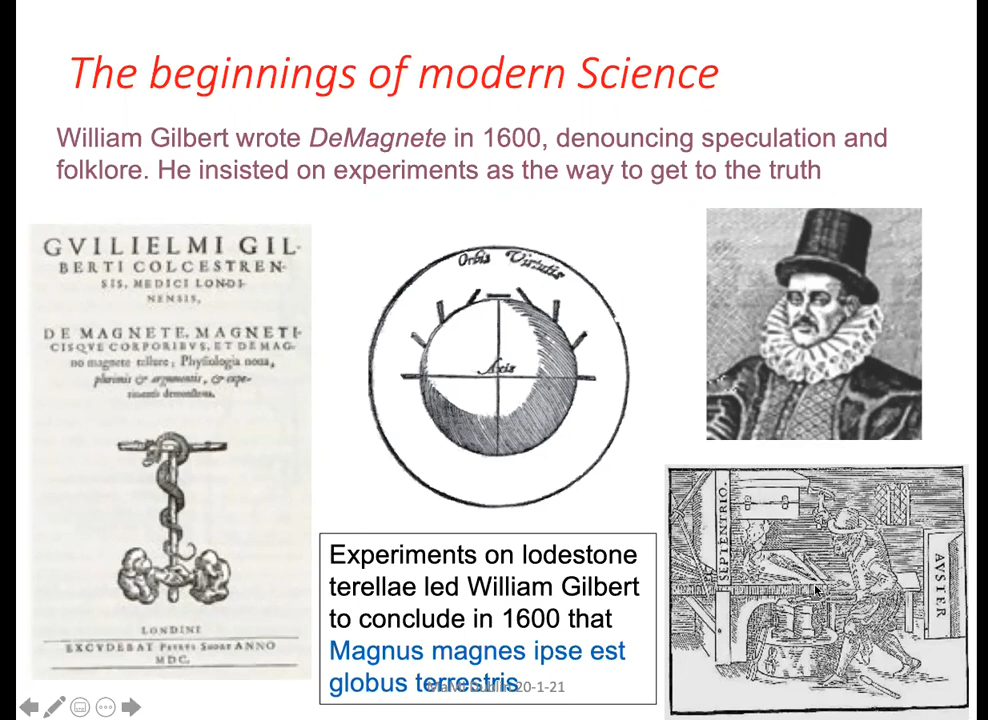 The beginnings of modern Science
William Gilbert wrote DeMagnete in 1600, denouncing speculation and
folklore. He insisted on experiments as the way to get to the truth
GVILIELMI GIL-
BERTI COLCESTREN-
SIS, MEDICI LONDI-
NENSIS,
DE MAGNETE, MAGNETI-
CISQVE CORPORIBVS, ET DE MAG-
no magnete tellure; Physiologia noua,
plurimis & argumentis, & expe-
rimentis demonstrata.
LONDINI
EXCVDEBAT PETRVS SHORT ANNO
MDC.
Orbis Virtutis
Axis
SEPTENTRIO.
AVSTER
Experiments on lodestone
terellae led William Gilbert
to conclude in 1600 that
Magnus magnes ipse est
globus terrestris
Dublin 20-1-21